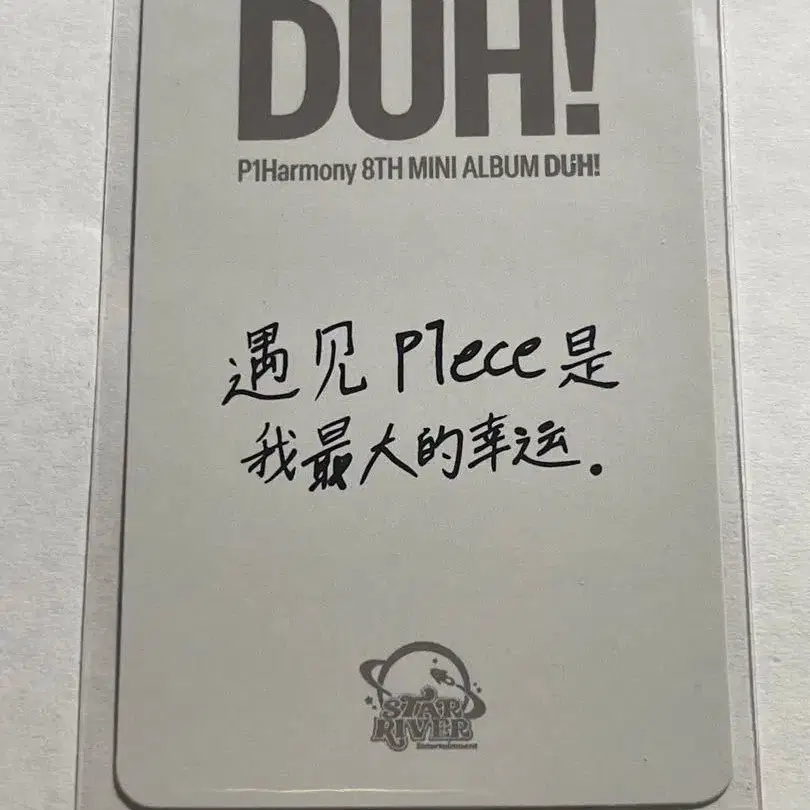 DUH!
P1Harmony 8TH MINI ALBUM DUH!
遇见 P1ece 是
我最大的幸运.
STAR
RIVER
Entertainment